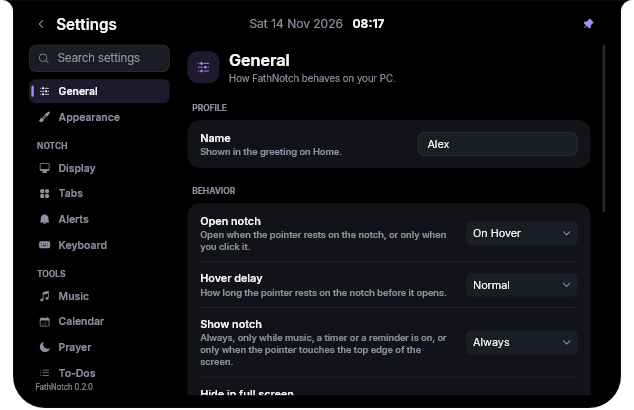 Settings
Sat 14 Nov 2026 08:17
Search settings
General
Appearance
NOTCH
Display
Tabs
Alerts
Keyboard
TOOLS
Music
Calendar
Prayer
To-Dos
FathNotch 0.2.0
General
How FathNotch behaves on your PC.
PROFILE
Name
Shown in the greeting on Home.
Alex
BEHAVIOR
Open notch
Open when the pointer rests on the notch, or only when
you click it.
On Hover
Hover delay
How long the pointer rests on the notch before it opens.
Normal
Show notch
Always, only while music, a timer or a reminder is on, or
only when the pointer touches the top edge of the
screen.
Always
Hide in full screen